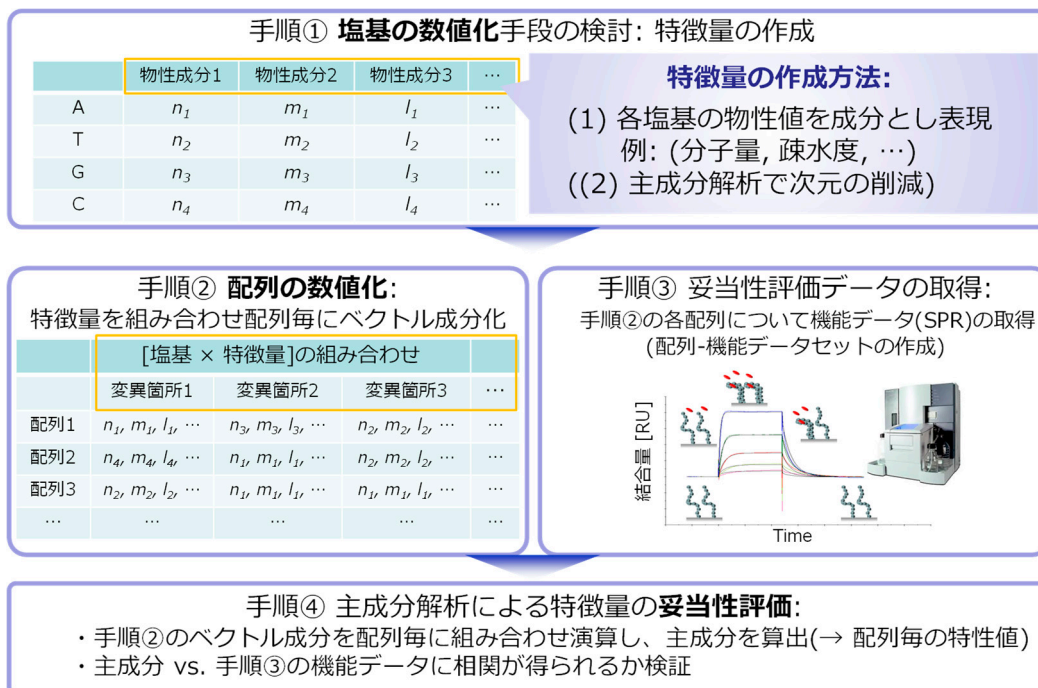 手順① 塩基の数値化手段の検討: 特徴量の作成
物性成分1 物性成分2 物性成分3 …
A n1 m1 l1 …
T n2 m2 l2 …
G n3 m3 l3 …
C n4 m4 l4 …
特徴量の作成方法:
(1) 各塩基の物性値を成分とし表現
例: (分子量, 疎水度, …)
((2) 主成分解析で次元の削減)
手順② 配列の数値化:
特徴量を組み合わせ配列毎にベクトル成分化
[塩基 × 特徴量]の組み合わせ
変異箇所1 変異箇所2 変異箇所3 …
配列1 n1, m1, l1, … n3, m3, l3, … n2, m2, l2, … …
配列2 n4, m4, l4, … n1, m1, l1, … n2, m2, l2, … …
配列3 n2, m2, l2, … n1, m1, l1, … n1, m1, l1, … …
… … … … …
手順③ 妥当性評価データの取得:
手順②の各配列について機能データ(SPR)の取得
(配列-機能データセットの作成)
結合量 [RU]
Time
手順④ 主成分解析による特徴量の妥当性評価:
・手順②のベクトル成分を配列毎に組み合わせ演算し、主成分を算出(→ 配列毎の特性値)
・主成分 vs. 手順③の機能データに相関が得られるか検証